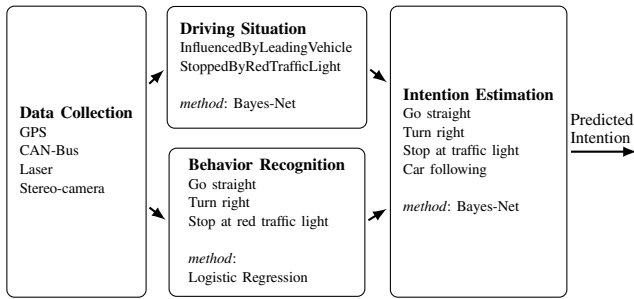 Data Collection
GPS
CAN-Bus
Laser
Stereo-camera
Driving Situation
InfluencedByLeadingVehicle
StoppedByRedTrafficLight
method: Bayes-Net
Behavior Recognition
Go straight
Turn right
Stop at red traffic light
method:
Logistic Regression
Intention Estimation
Go straight
Turn right
Stop at traffic light
Car following
method: Bayes-Net
Predicted
Intention